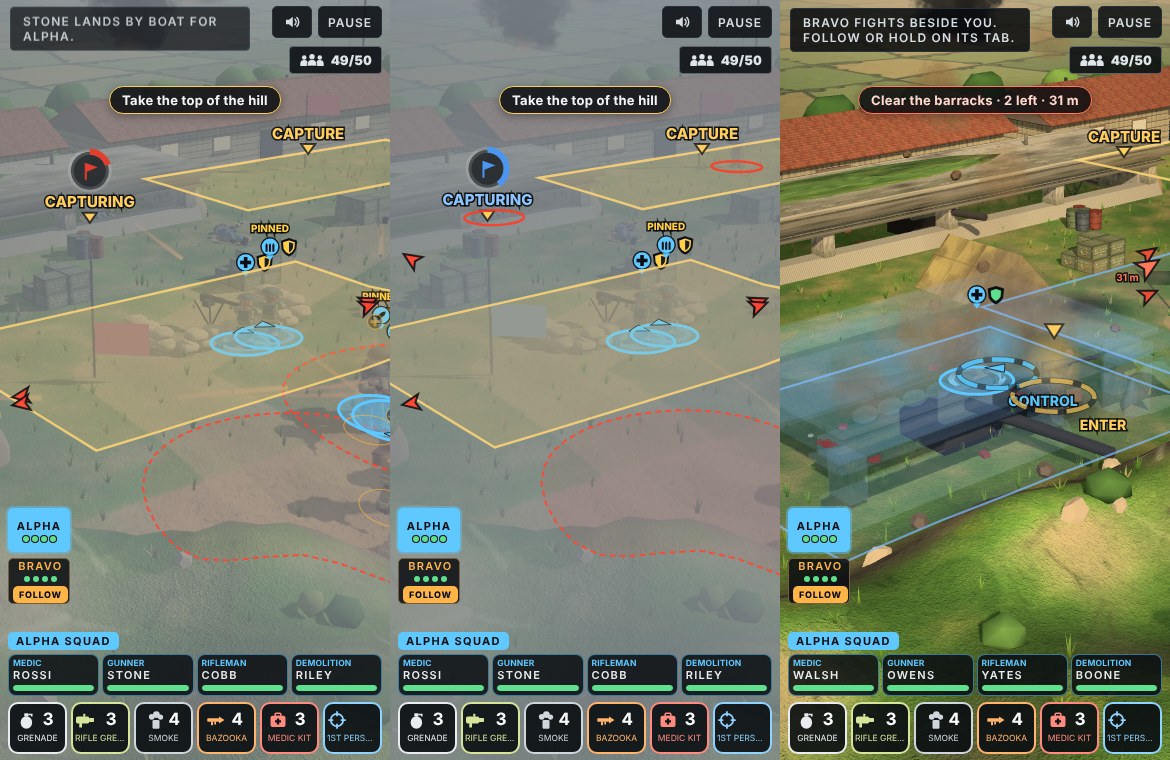 STONE LANDS BY BOAT FOR
ALPHA.
PAUSE
49/50
Take the top of the hill
CAPTURE
CAPTURING
PINNED
ALPHA
BRAVO
FOLLOW
ALPHA SQUAD
MEDIC
ROSSI
GUNNER
STONE
RIFLEMAN
COBB
DEMOLITION
RILEY
3
GRENADE
3
RIFLE GRE...
4
SMOKE
4
BAZOOKA
3
MEDIC KIT
1ST PERS...
PAUSE
49/50
Take the top of the hill
CAPTURE
CAPTURING
PINNED
ALPHA
BRAVO
FOLLOW
ALPHA SQUAD
MEDIC
ROSSI
GUNNER
STONE
RIFLEMAN
COBB
DEMOLITION
RILEY
3
GRENADE
3
RIFLE GRE...
4
SMOKE
4
BAZOOKA
3
MEDIC KIT
1ST PERS...
BRAVO FIGHTS BESIDE YOU.
FOLLOW OR HOLD ON ITS TAB.
PAUSE
49/50
Clear the barracks · 2 left · 31 m
CAPTURE
31 m
CONTROL
ENTER
ALPHA
BRAVO
FOLLOW
ALPHA SQUAD
MEDIC
WALSH
GUNNER
OWENS
RIFLEMAN
YATES
DEMOLITION
BOONE
3
GRENADE
3
RIFLE GRE...
4
SMOKE
4
BAZOOKA
3
MEDIC KIT
1ST PERS...